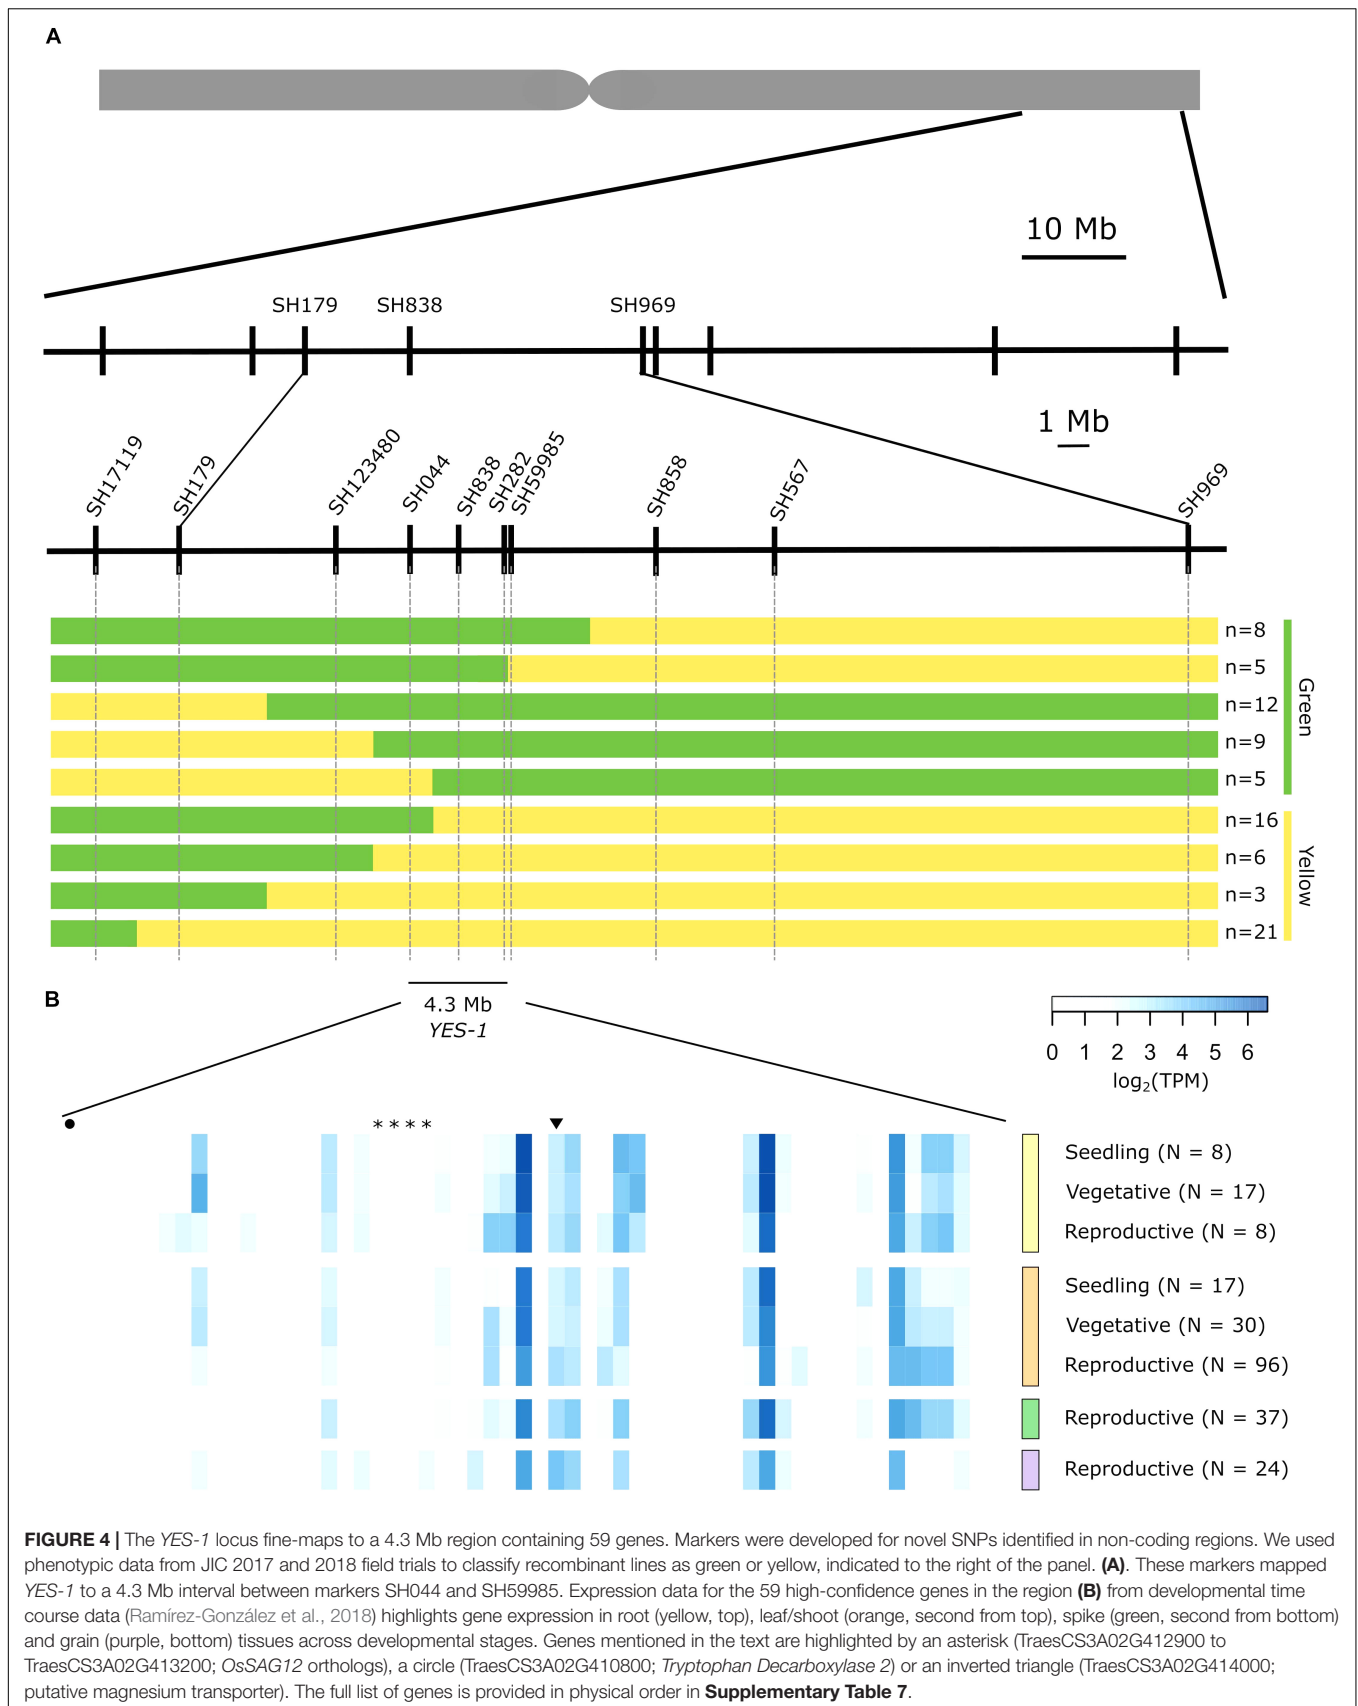 A
10 Mb
SH179 SH838 SH969
1 Mb
SH17119 SH179 SH123480 SH044 SH838 SH282 SH59985 SH858 SH567 SH969
n=8
n=5
n=12
n=9
n=5
Green
n=16
n=6
n=3
n=21
Yellow
B
4.3 Mb
YES-1
0 1 2 3 4 5 6
log2(TPM)
* * * *
Seedling (N = 8)
Vegetative (N = 17)
Reproductive (N = 8)
Seedling (N = 17)
Vegetative (N = 30)
Reproductive (N = 96)
Reproductive (N = 37)
Reproductive (N = 24)
FIGURE 4 | The YES-1 locus fine-maps to a 4.3 Mb region containing 59 genes. Markers were developed for novel SNPs identified in non-coding regions. We used
phenotypic data from JIC 2017 and 2018 field trials to classify recombinant lines as green or yellow, indicated to the right of the panel. (A). These markers mapped
YES-1 to a 4.3 Mb interval between markers SH044 and SH59985. Expression data for the 59 high-confidence genes in the region (B) from developmental time
course data (Ramírez-González et al., 2018) highlights gene expression in root (yellow, top), leaf/shoot (orange, second from top), spike (green, second from bottom)
and grain (purple, bottom) tissues across developmental stages. Genes mentioned in the text are highlighted by an asterisk (TraesCS3A02G412900 to
TraesCS3A02G413200; OsSAG12 orthologs), a circle (TraesCS3A02G410800; Tryptophan Decarboxylase 2) or an inverted triangle (TraesCS3A02G414000;
putative magnesium transporter). The full list of genes is provided in physical order in Supplementary Table 7.